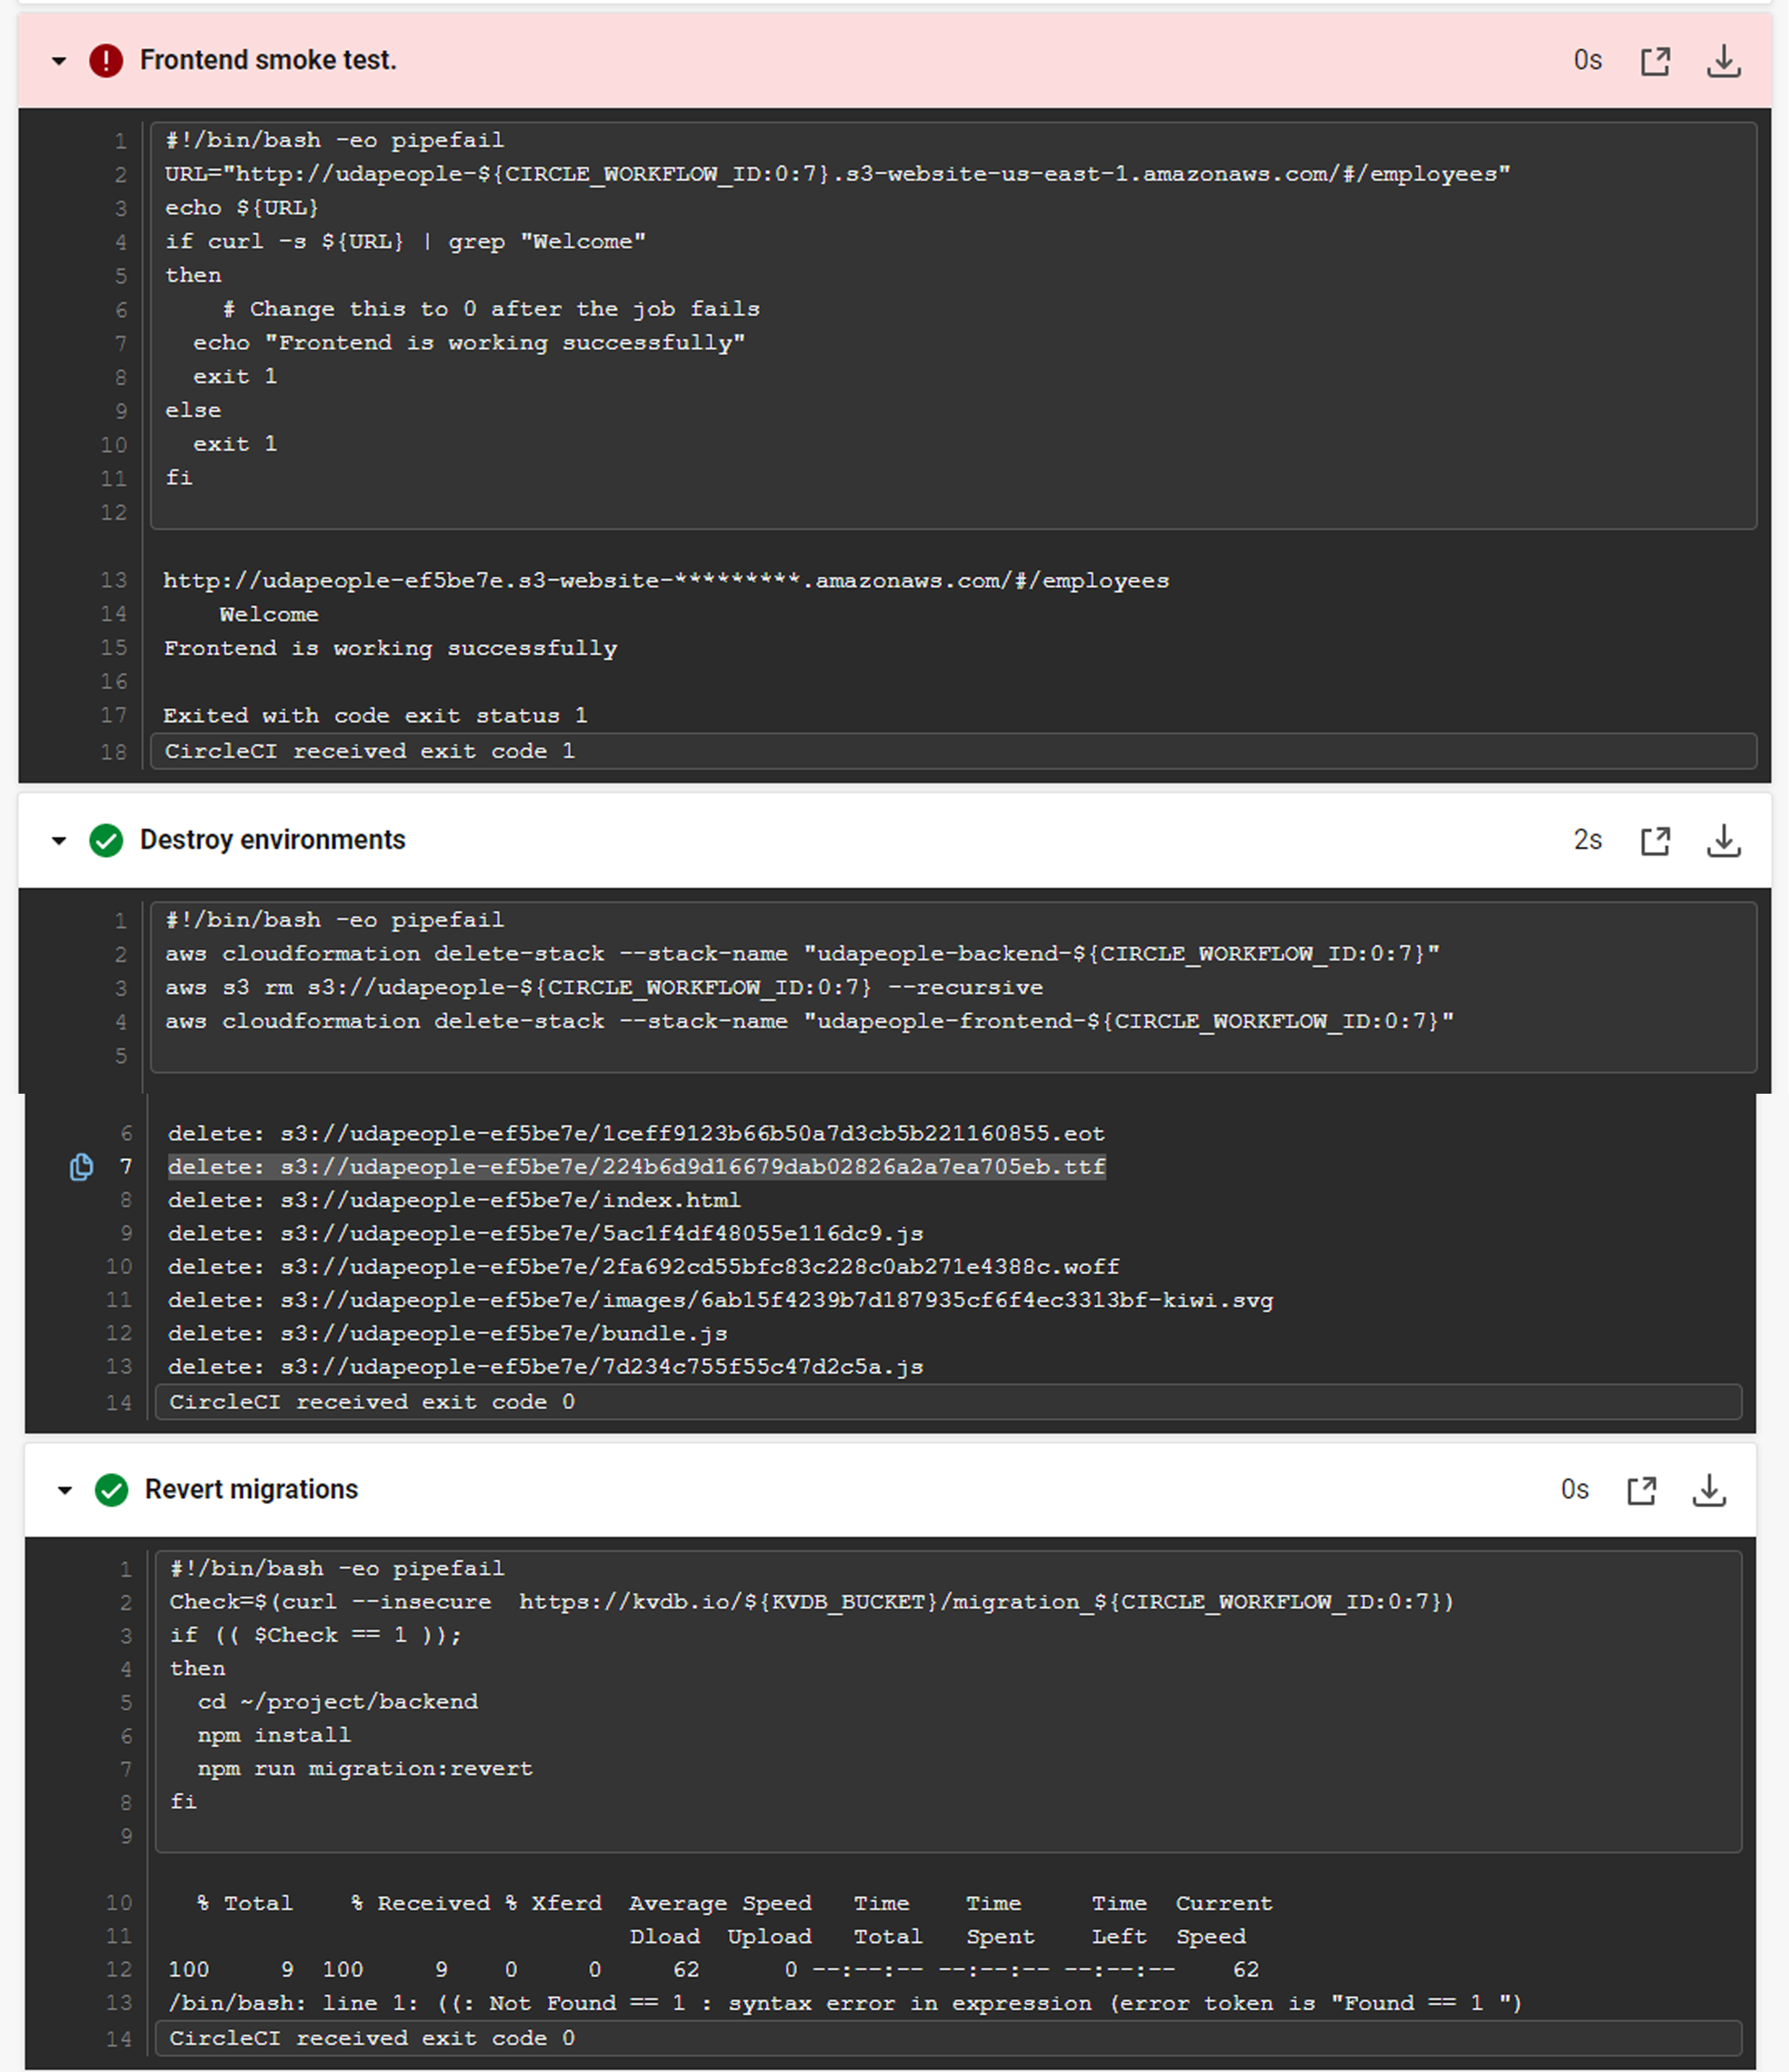 Frontend smoke test.
0s
1 #!/bin/bash -eo pipefail
2 URL="http://udapeople-${CIRCLE_WORKFLOW_ID:0:7}.s3-website-us-east-1.amazonaws.com/#/employees"
3 echo ${URL}
4 if curl -s ${URL} | grep "Welcome"
5 then
6     # Change this to 0 after the job fails
7   echo "Frontend is working successfully"
8   exit 1
9 else
10   exit 1
11 fi
12
13 http://udapeople-ef5be7e.s3-website-*********.amazonaws.com/#/employees
14     Welcome
15 Frontend is working successfully
16
17 Exited with code exit status 1
18 CircleCI received exit code 1
Destroy environments
2s
1 #!/bin/bash -eo pipefail
2 aws cloudformation delete-stack --stack-name "udapeople-backend-${CIRCLE_WORKFLOW_ID:0:7}"
3 aws s3 rm s3://udapeople-${CIRCLE_WORKFLOW_ID:0:7} --recursive
4 aws cloudformation delete-stack --stack-name "udapeople-frontend-${CIRCLE_WORKFLOW_ID:0:7}"
5
6 delete: s3://udapeople-ef5be7e/1ceff9123b66b50a7d3cb5b221160855.eot
7 delete: s3://udapeople-ef5be7e/224b6d9d16679dab02826a2a7ea705eb.ttf
8 delete: s3://udapeople-ef5be7e/index.html
9 delete: s3://udapeople-ef5be7e/5ac1f4df48055e116dc9.js
10 delete: s3://udapeople-ef5be7e/2fa692cd55bfc83c228c0ab271e4388c.woff
11 delete: s3://udapeople-ef5be7e/images/6ab15f4239b7d187935cf6f4ec3313bf-kiwi.svg
12 delete: s3://udapeople-ef5be7e/bundle.js
13 delete: s3://udapeople-ef5be7e/7d234c755f55c47d2c5a.js
14 CircleCI received exit code 0
Revert migrations
0s
1 #!/bin/bash -eo pipefail
2 Check=$(curl --insecure  https://kvdb.io/${KVDB_BUCKET}/migration_${CIRCLE_WORKFLOW_ID:0:7})
3 if (( $Check == 1 ));
4 then
5   cd ~/project/backend
6   npm install
7   npm run migration:revert
8 fi
9
10   % Total    % Received % Xferd  Average Speed   Time    Time     Time  Current
11                                  Dload  Upload   Total   Spent    Left  Speed
12 100     9  100     9    0     0     62      0 --:--:-- --:--:-- --:--:--    62
13 /bin/bash: line 1: ((: Not Found == 1 : syntax error in expression (error token is "Found == 1 ")
14 CircleCI received exit code 0